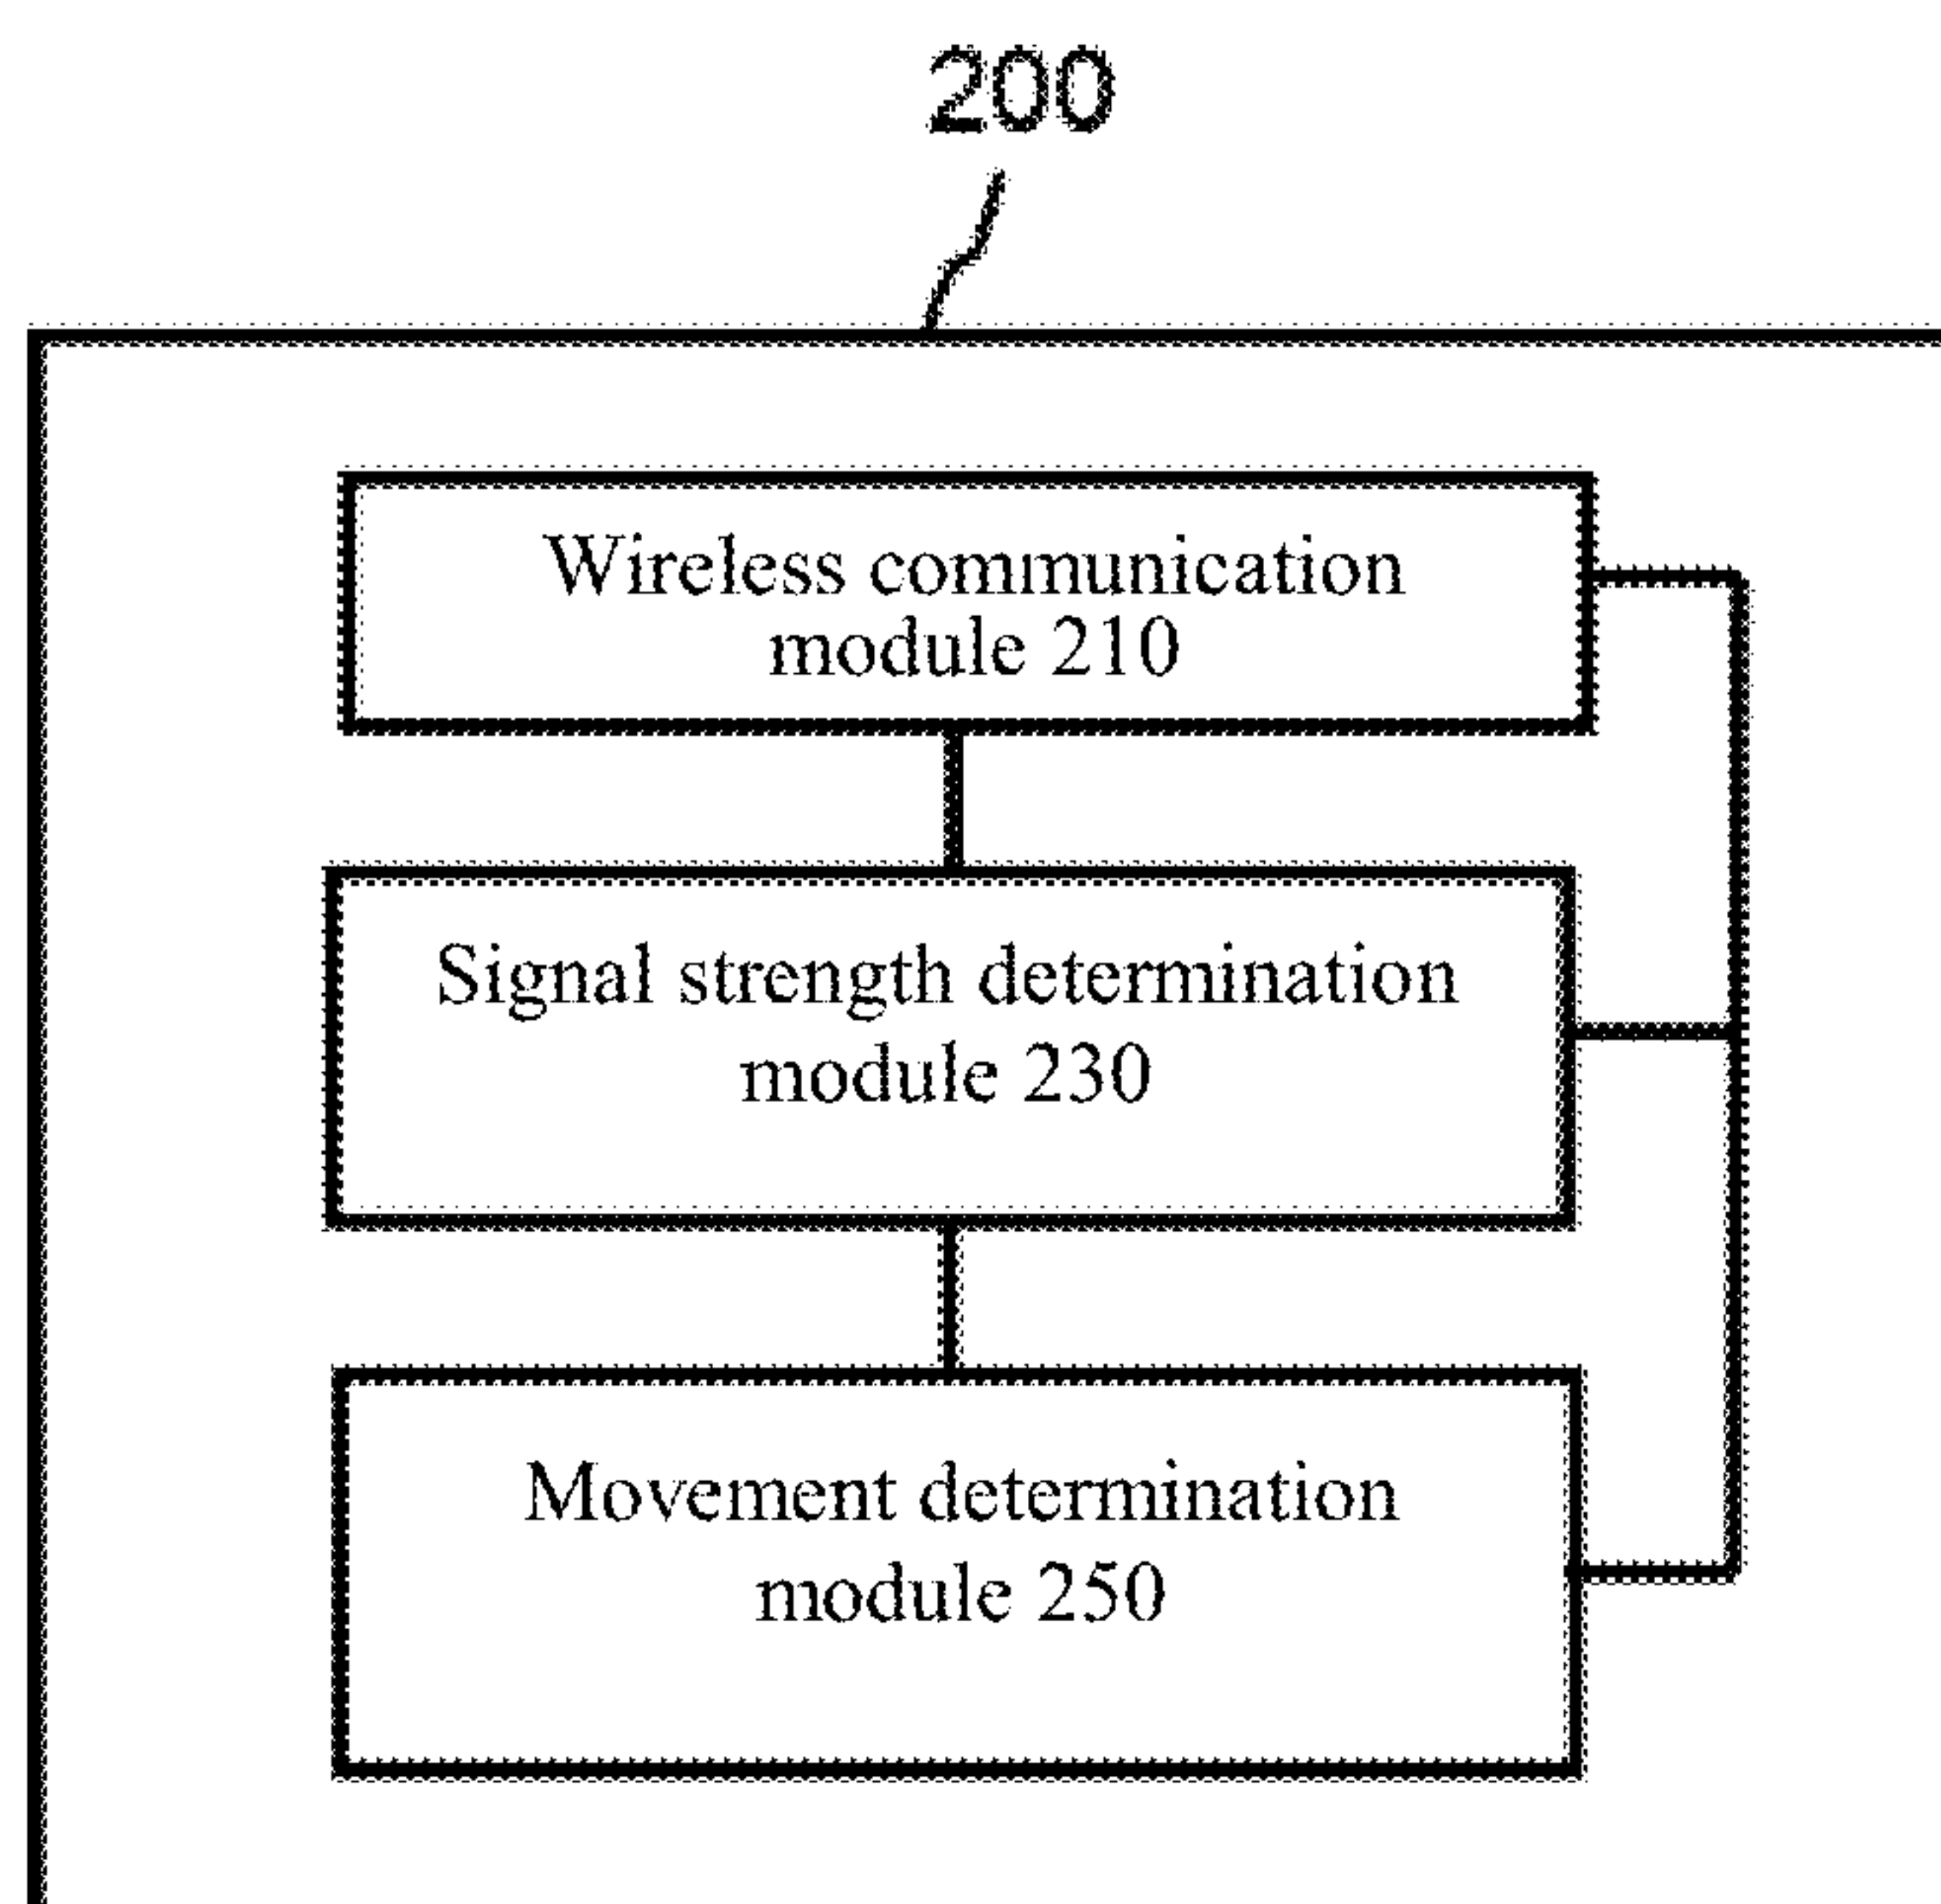 200
Wireless communication
module 210
Signal strength determination
module 230
Movement determination
module 250